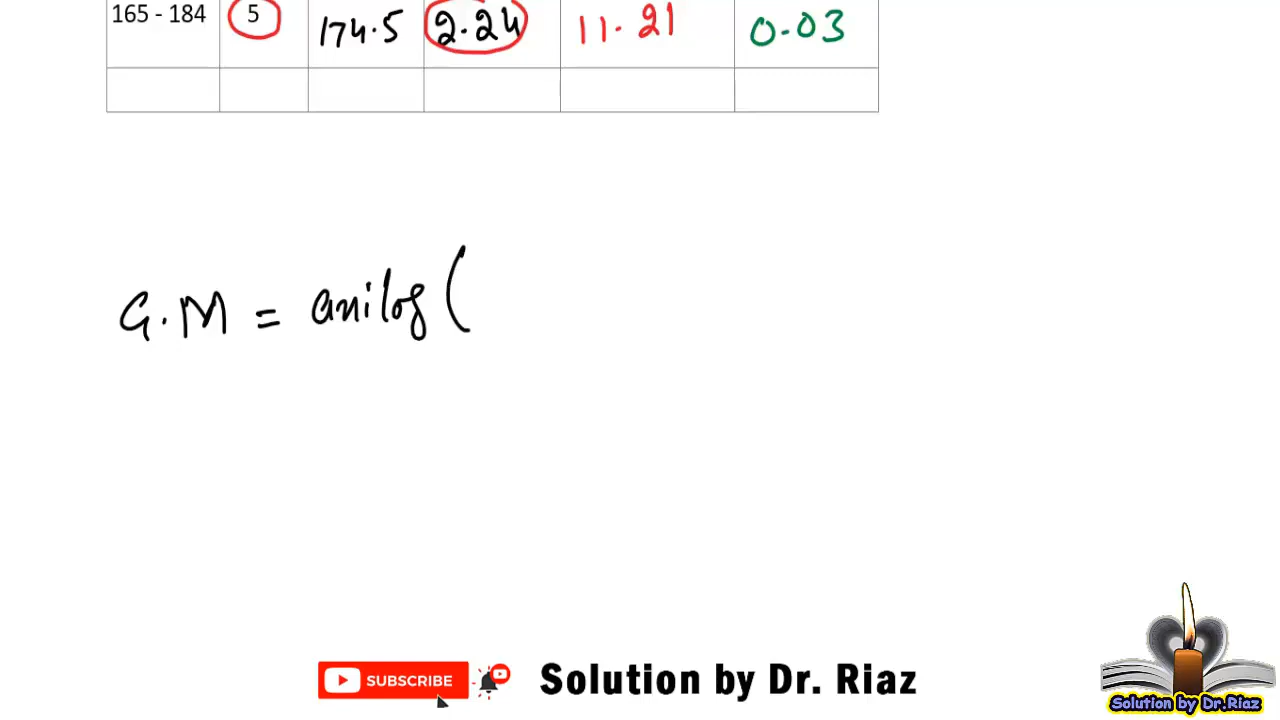 165 - 184 5 174.5 2.24 11.21 0.03
G.M = anilog (
SUBSCRIBE Solution by Dr. Riaz
Solution by Dr.Riaz